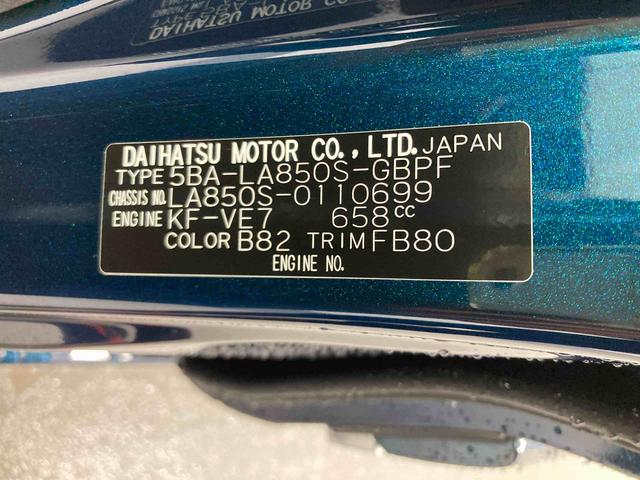 DAIHATSU MOTOR CO., LTD. JAPAN
TYPE 5BA-LA850S-GBPF
CHASSIS NO. LA850S-0110699
ENGINE KF-VE7 658cc
COLOR B82 TRIM FB80
ENGINE NO.